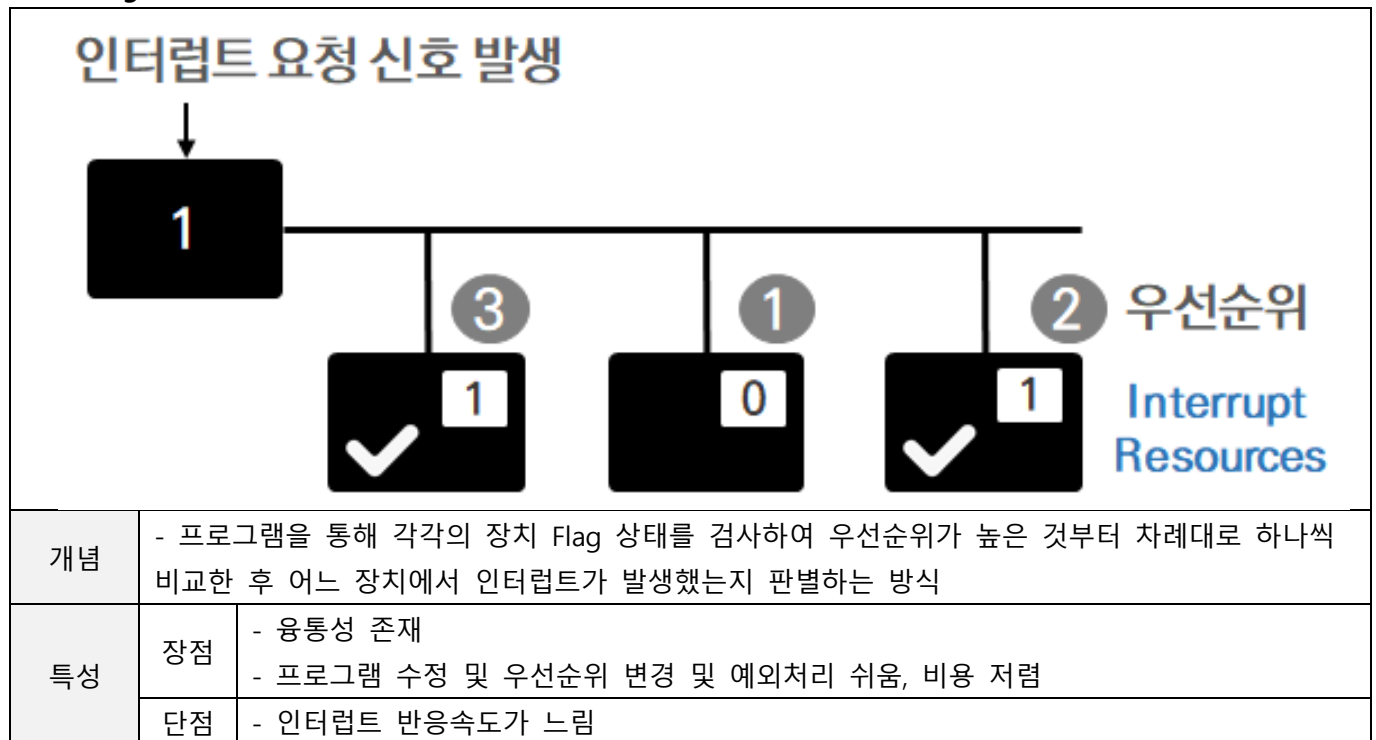 인터럽트 요청 신호 발생
1
3
1
2
우선순위
1
0
1
Interrupt
Resources
개념
- 프로그램을 통해 각각의 장치 Flag 상태를 검사하여 우선순위가 높은 것부터 차례대로 하나씩
비교한 후 어느 장치에서 인터럽트가 발생했는지 판별하는 방식
특성
장점
- 융통성 존재
- 프로그램 수정 및 우선순위 변경 및 예외처리 쉬움, 비용 저렴
단점
- 인터럽트 반응속도가 느림